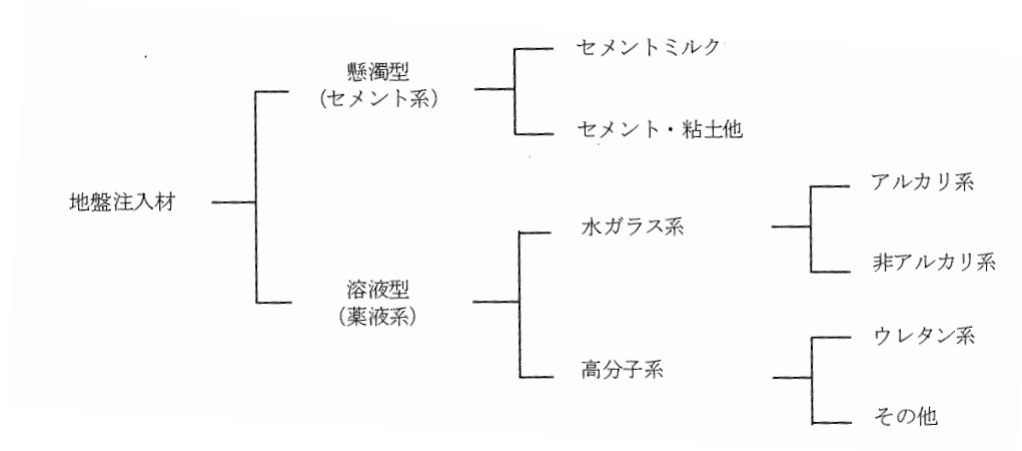 地盤注入材
懸濁型
(セメント系)
セメントミルク
セメント・粘土他
溶液型
(薬液系)
水ガラス系
アルカリ系
非アルカリ系
高分子系
ウレタン系
その他